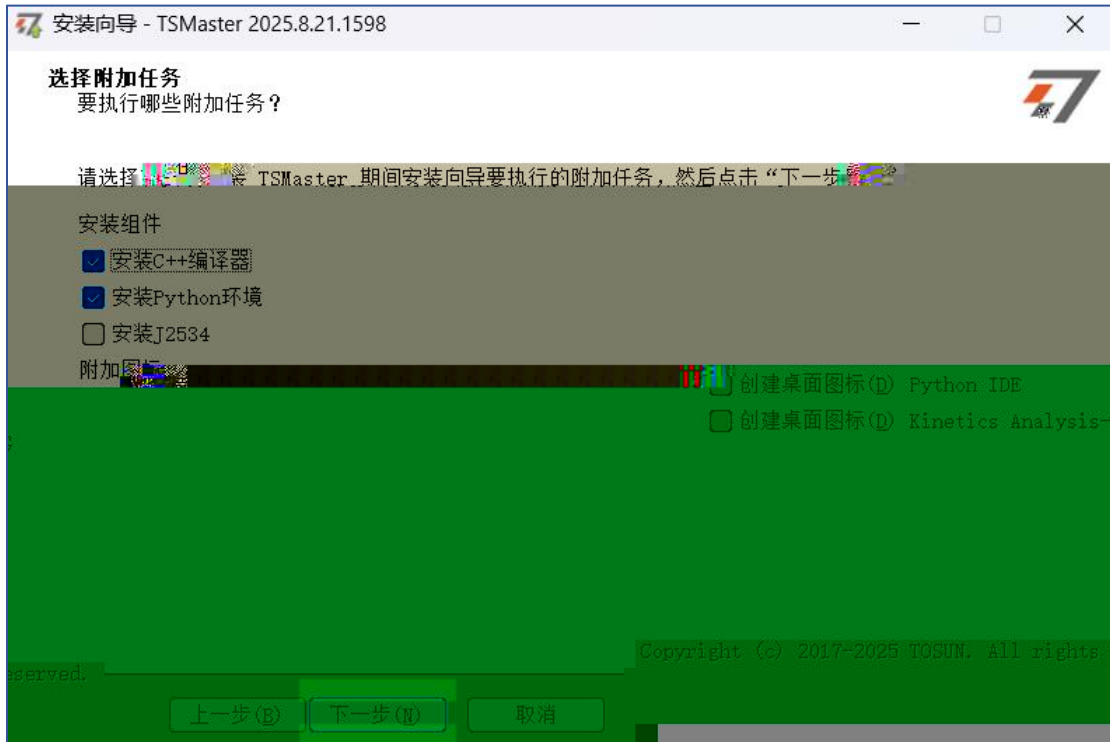 安装向导 - TSMaster 2025.8.21.1598
选择附加任务
要执行哪些附加任务？
请选择 TSMaster 期间安装向导要执行的附加任务，然后点击“下一步
安装组件
安装C++编译器
安装Python环境
安装J2534
附加图标
创建桌面图标(D) Python IDE
创建桌面图标(D) Kinetics Analysis
Copyright (c) 2017-2025 TOSUN. All rights
eserved.
上一步(B) 下一步(N) 取消